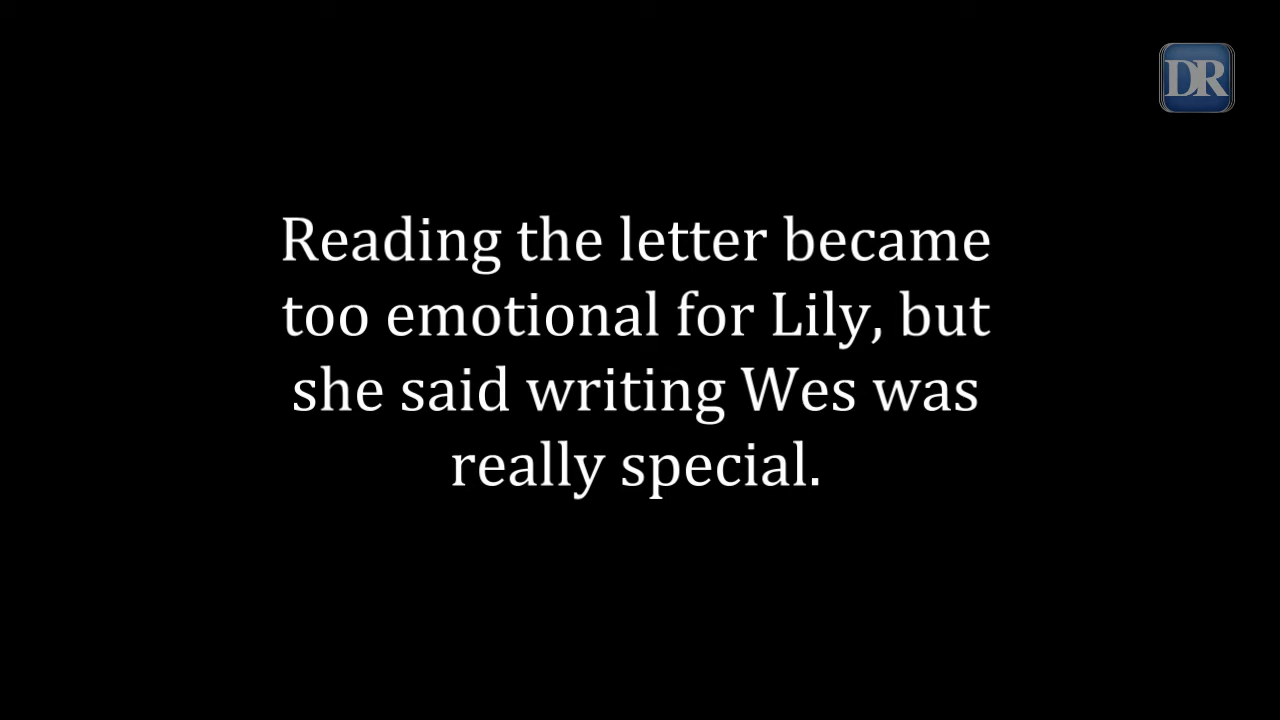 DR
Reading the letter became
too emotional for Lily, but
she said writing Wes was
really special.